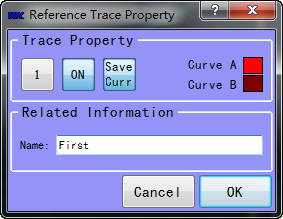 Reference Trace Property
?
Trace Property
1
ON
Save
Curr
Curve A
Curve B
Related Information
Name: First
Cancel
OK